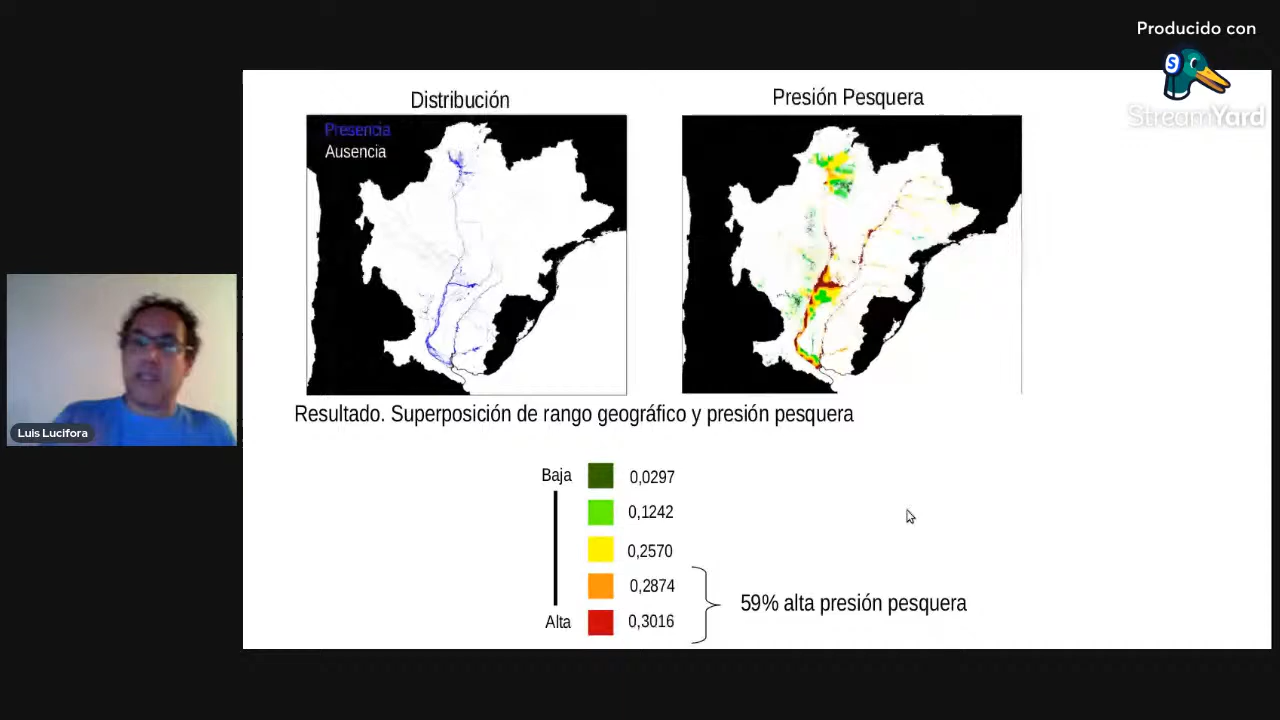 Producido con
StreamYard
Distribución
Presión Pesquera
Presencia
Ausencia
Luis Lucifora
Resultado. Superposición de rango geográfico y presión pesquera
Baja
0,0297
0,1242
0,2570
0,2874
Alta
0,3016
59% alta presión pesquera